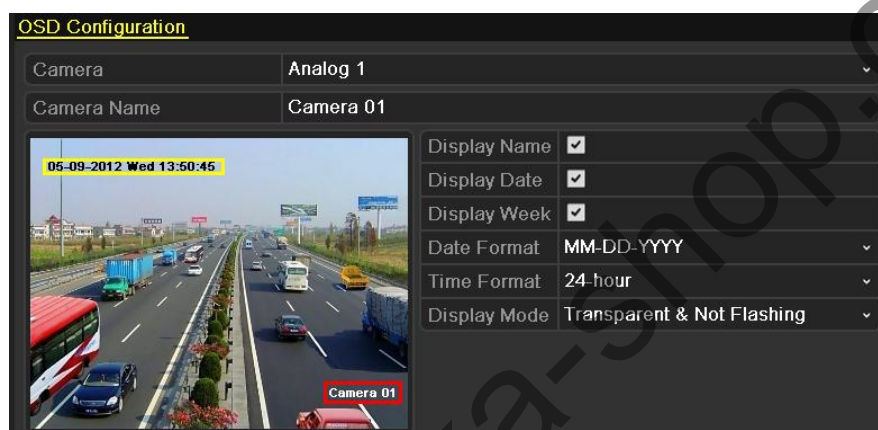 OSD Configuration
Camera Analog 1
Camera Name Camera 01
05-09-2012 Wed 13:50:45
Camera 01
Display Name
Display Date
Display Week
Date Format MM-DD-YYYY
Time Format 24-hour
Display Mode Transparent & Not Flashing